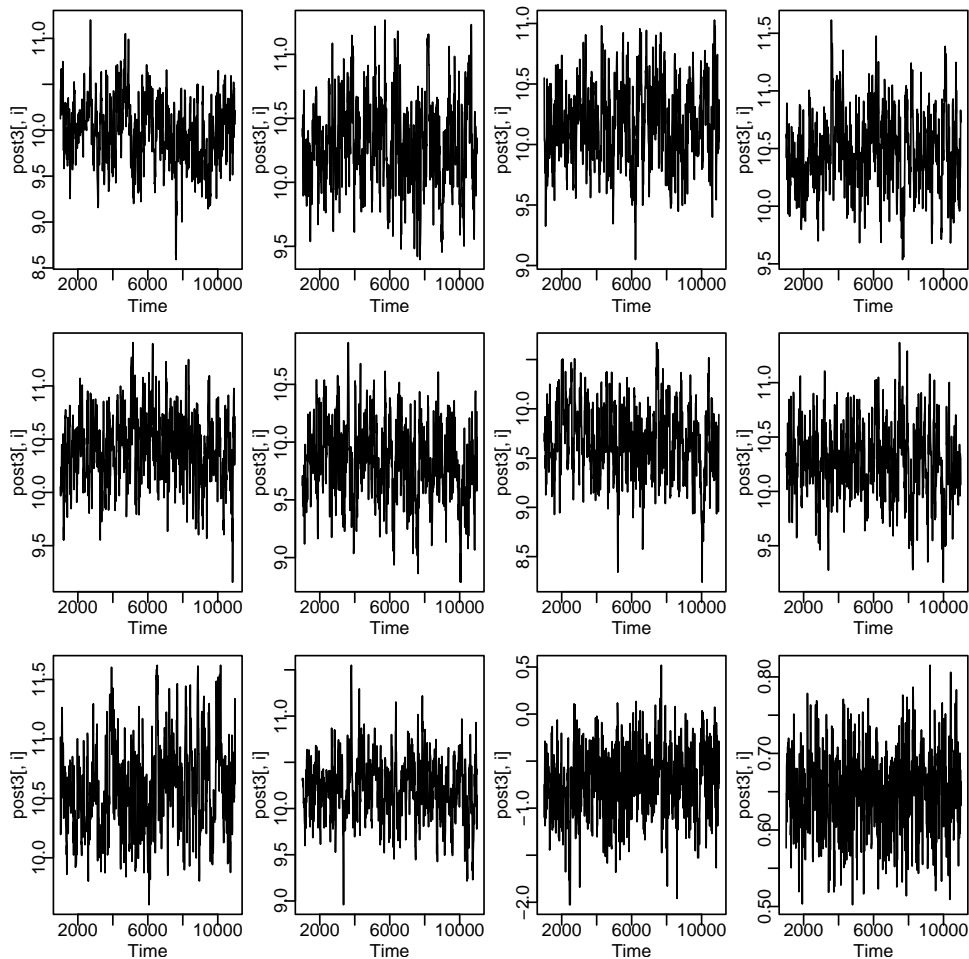 post3[, i]
8.5 9.0 9.5 10.0 11.0
2000 6000 10000
Time
post3[, i]
9.5 10.0 10.5 11.0
2000 6000 10000
Time
post3[, i]
9.0 9.5 10.0 10.5 11.0
2000 6000 10000
Time
post3[, i]
9.5 10.0 10.5 11.0 11.5
2000 6000 10000
Time
post3[, i]
9.5 10.0 10.5 11.0
2000 6000 10000
Time
post3[, i]
9.0 9.5 10.0 10.5
2000 6000 10000
Time
post3[, i]
8.5 9.0 9.5 10.0
2000 6000 10000
Time
post3[, i]
9.5 10.0 10.5 11.0
2000 6000 10000
Time
post3[, i]
10.0 10.5 11.0 11.5
2000 6000 10000
Time
post3[, i]
9.0 9.5 10.0 11.0
2000 6000 10000
Time
post3[, i]
−2.0 −1.0 0.0 0.5
2000 6000 10000
Time
post3[, i]
0.50 0.60 0.70 0.80
2000 6000 10000
Time